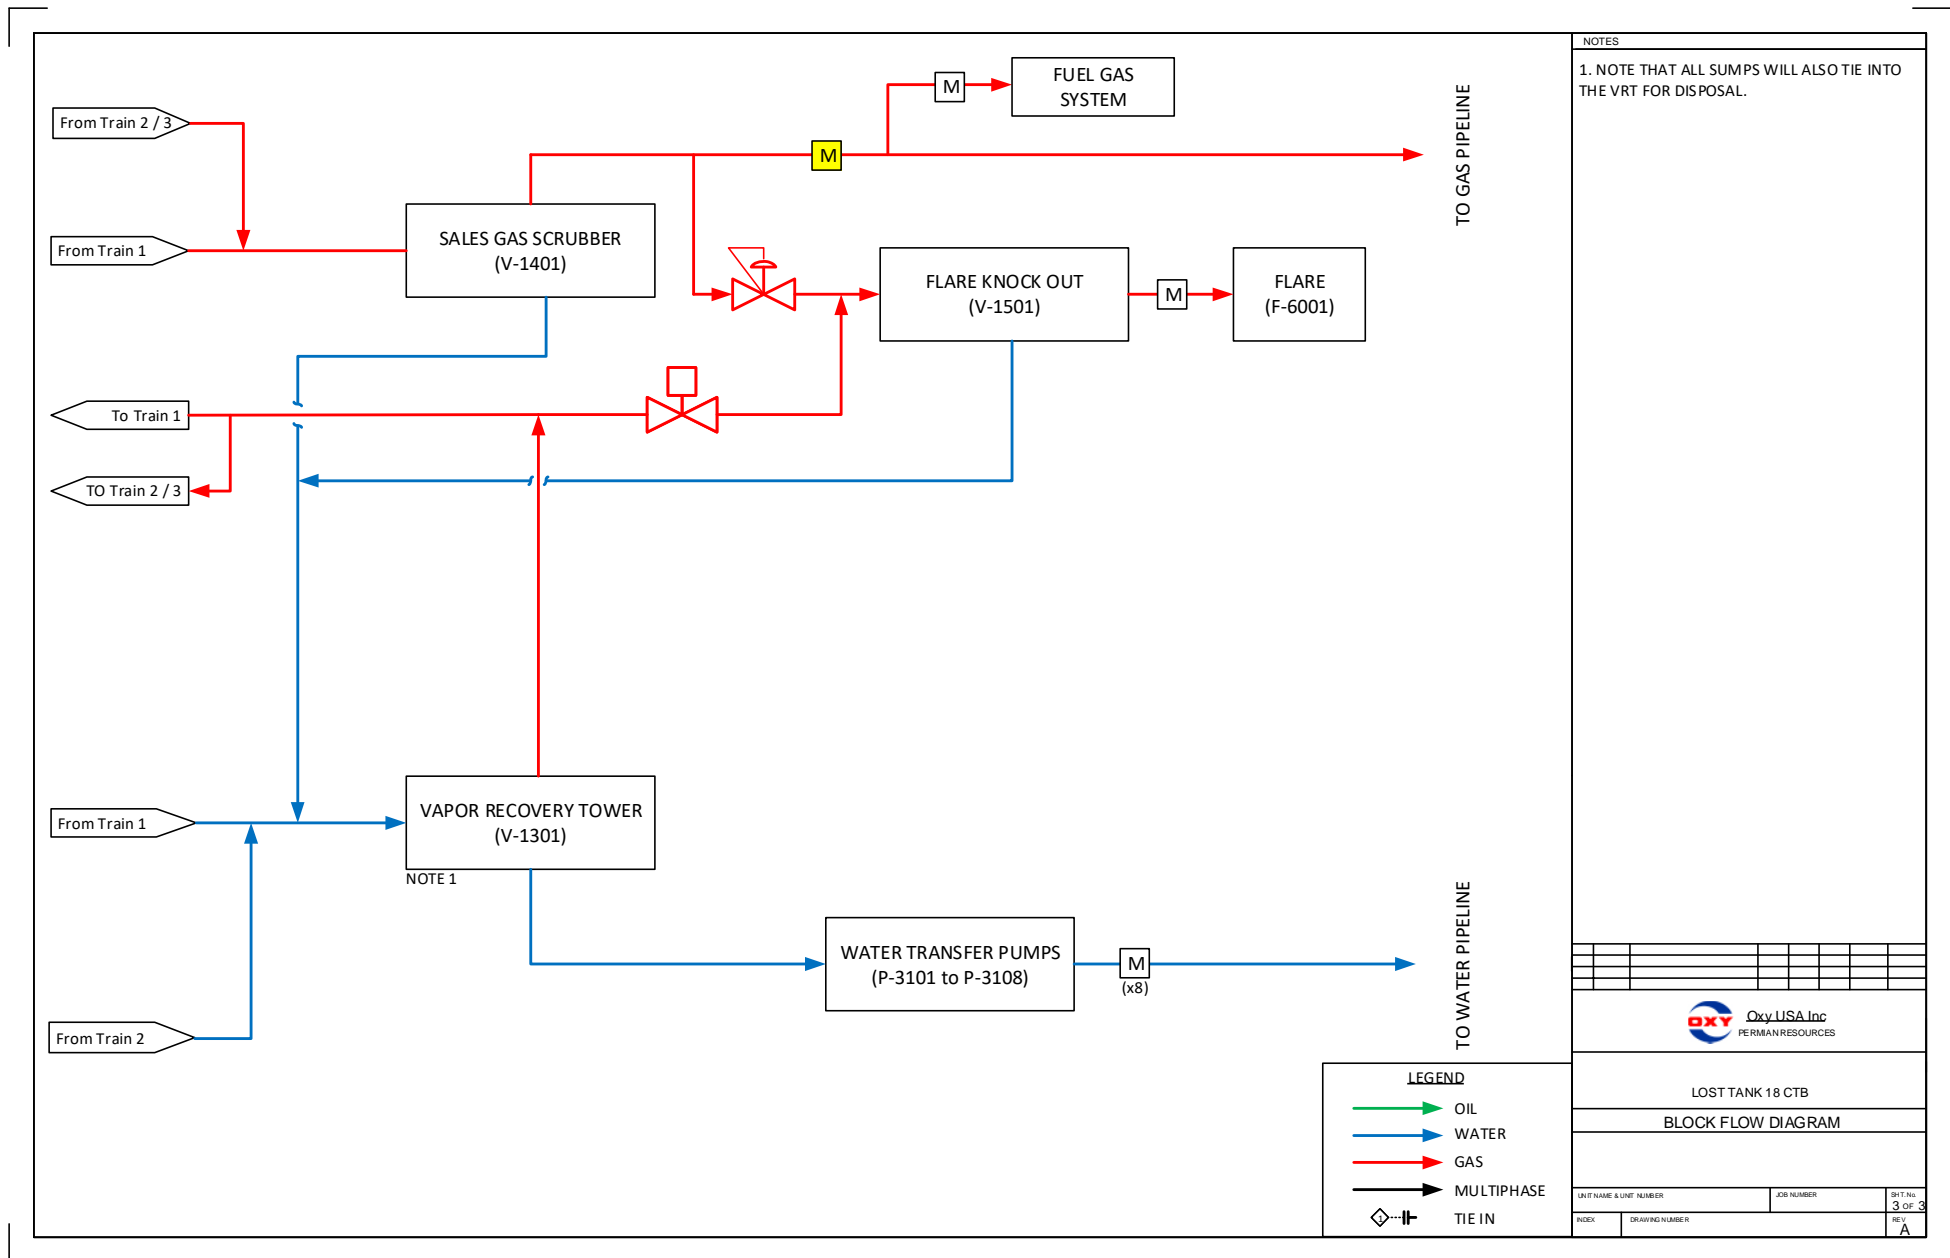 NOTES
1. NOTE THAT ALL SUMPS WILL ALSO TIE INTO
THE VRT FOR DISPOSAL.
FUEL GAS
SYSTEM
M
From Train 2 / 3
M
TO GAS PIPELINE
SALES GAS SCRUBBER
(V-1401)
From Train 1
FLARE KNOCK OUT
(V-1501)
M
FLARE
(F-6001)
To Train 1
TO Train 2 / 3
From Train 1
VAPOR RECOVERY TOWER
(V-1301)
NOTE 1
WATER TRANSFER PUMPS
(P-3101 to P-3108)
M
(x8)
TO WATER PIPELINE
From Train 2
LEGEND
OIL
WATER
GAS
MULTIPHASE
1
TIE IN
OXY
Oxy USA Inc
PERMIAN RESOURCES
LOST TANK 18 CTB
BLOCK FLOW DIAGRAM
UNIT NAME & UNIT NUMBER
JOB NUMBER
SHT. No.
3 OF 3
INDEX
DRAWING NUMBER
REV
A